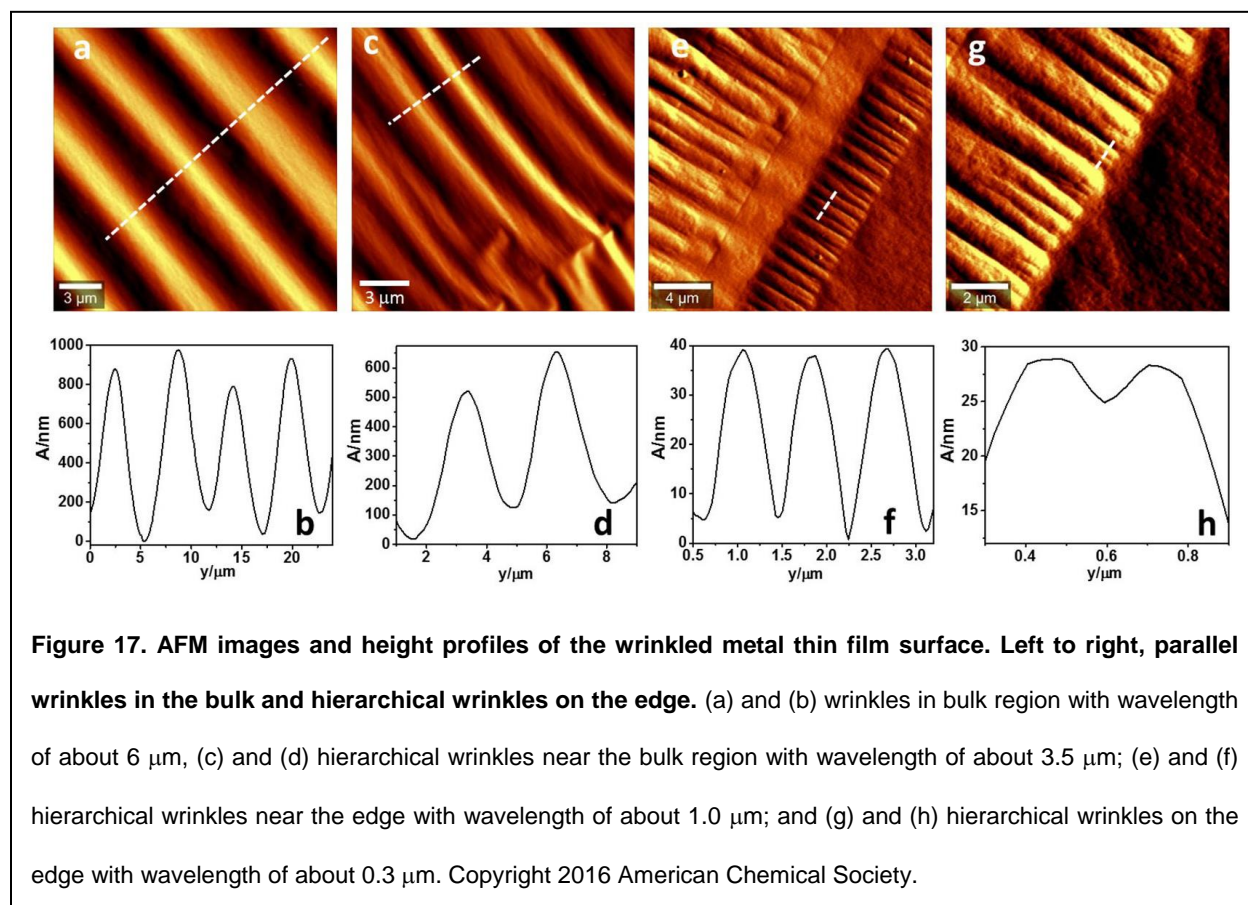 a
c
e
g
3 µm
3 µm
4 µm
2 µm
1000
800
600
400
200
0
A/nm
0 5 10 15 20
y/µm
b
600
500
400
300
200
100
0
A/nm
2 4 6 8
y/µm
d
40
30
20
10
0
A/nm
0.5 1.0 1.5 2.0 2.5 3.0
y/µm
f
30
25
20
15
A/nm
0.4 0.6 0.8
y/µm
h
Figure 17. AFM images and height profiles of the wrinkled metal thin film surface. Left to right, parallel
wrinkles in the bulk and hierarchical wrinkles on the edge. (a) and (b) wrinkles in bulk region with wavelength
of about 6 µm, (c) and (d) hierarchical wrinkles near the bulk region with wavelength of about 3.5 µm; (e) and (f)
hierarchical wrinkles near the edge with wavelength of about 1.0 µm; and (g) and (h) hierarchical wrinkles on the
edge with wavelength of about 0.3 µm. Copyright 2016 American Chemical Society.